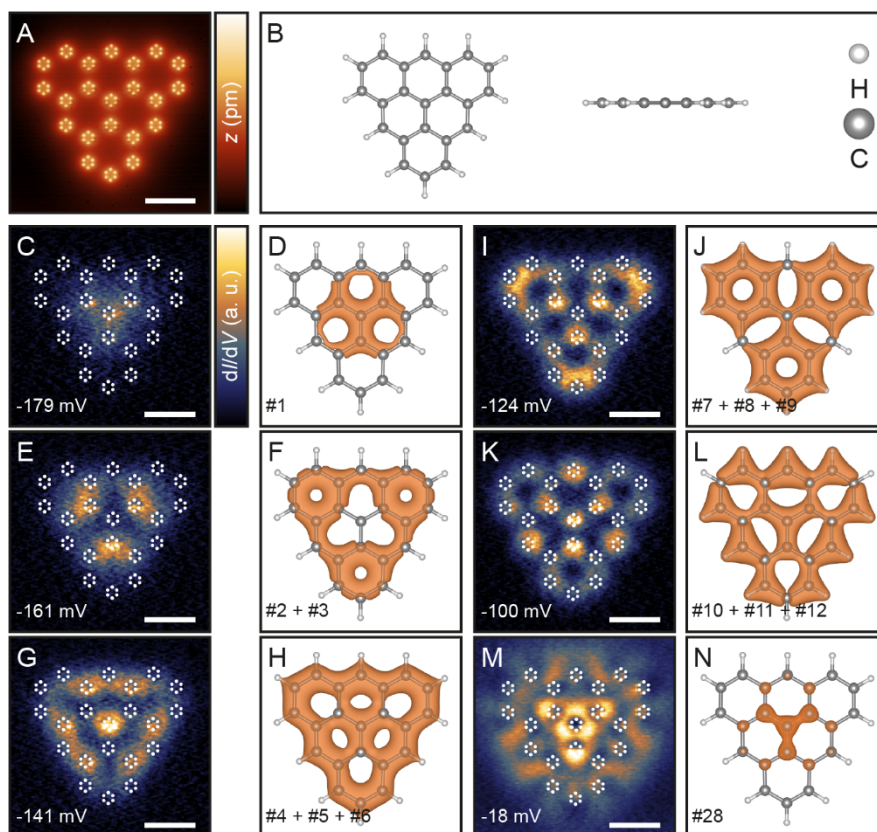 A
z (pm)
B
H
C
C
-179 mV
dI/dV (a. u.)
D
#1
I
-124 mV
J
#7 + #8 + #9
E
-161 mV
F
#2 + #3
K
-100 mV
L
#10 + #11 + #12
G
-141 mV
H
#4 + #5 + #6
M
-18 mV
N
#28